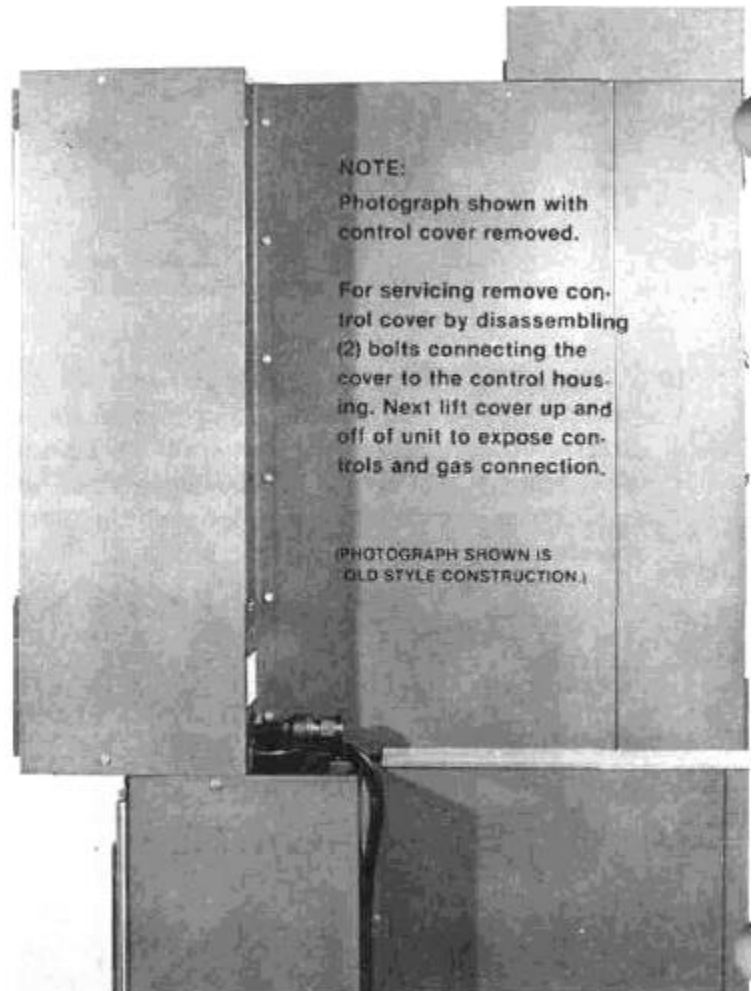 NOTE:
Photograph shown with
control cover removed.
For servicing remove con-
trol cover by disassembling
(2) bolts connecting the
cover to the control hous-
ing. Next lift cover up and
off of unit to expose con-
trols and gas connection.
(PHOTOGRAPH SHOWN IS
OLD STYLE CONSTRUCTION.)